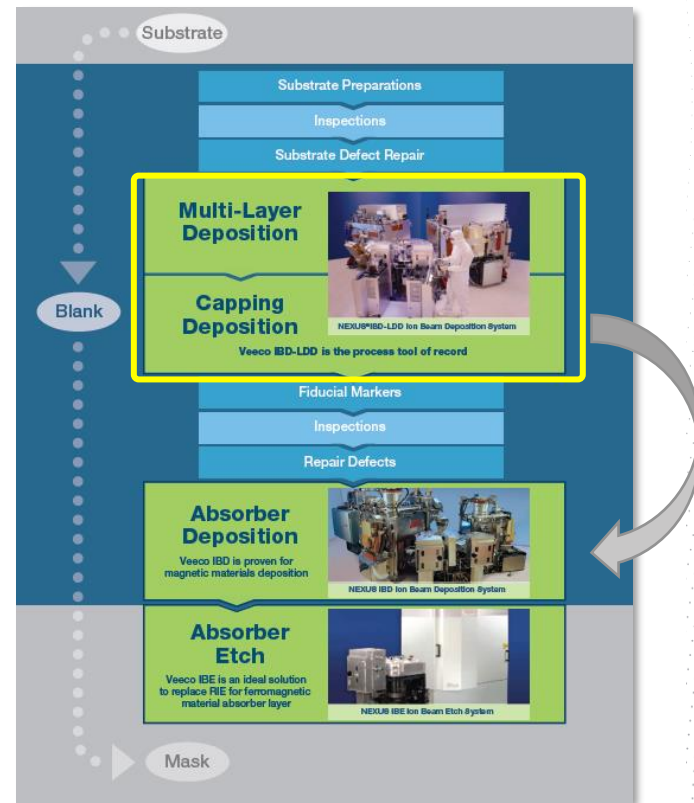 Substrate
Substrate Preparations
Inspections
Substrate Defect Repair
Multi-Layer
Deposition
Capping
Deposition
NEXUS®IBD-LDD Ion Beam Deposition System
Veeco IBD-LDD is the process tool of record
Blank
Fiducial Markers
Inspections
Repair Defects
Absorber
Deposition
Veeco IBD is proven for
magnetic materials deposition
NEXUS IBD Ion Beam Deposition System
Absorber
Etch
Veeco IBE is an ideal solution
to replace RIE for ferromagnetic
material absorber layer
NEXUS IBE Ion Beam Etch System
Mask